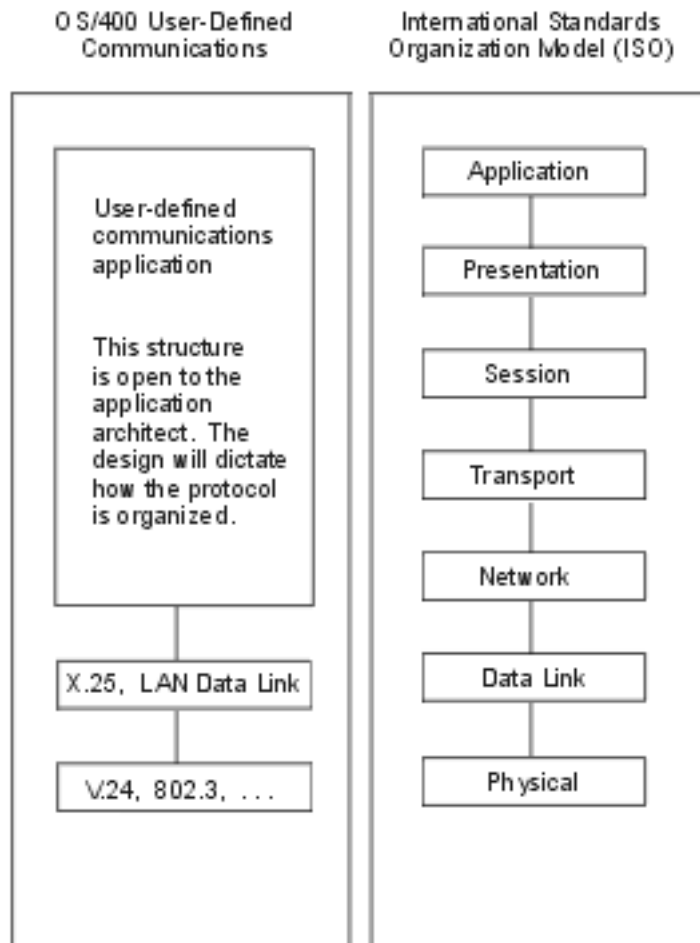 OS/400 User-Defined
Communications
User-defined
communications
application
This structure
is open to the
application
architect. The
design will dictate
how the protocol
is organized.
X.25, LAN Data Link
V.24, 802.3, ...
International Standards
Organization Model (ISO)
Application
Presentation
Session
Transport
Network
Data Link
Physical